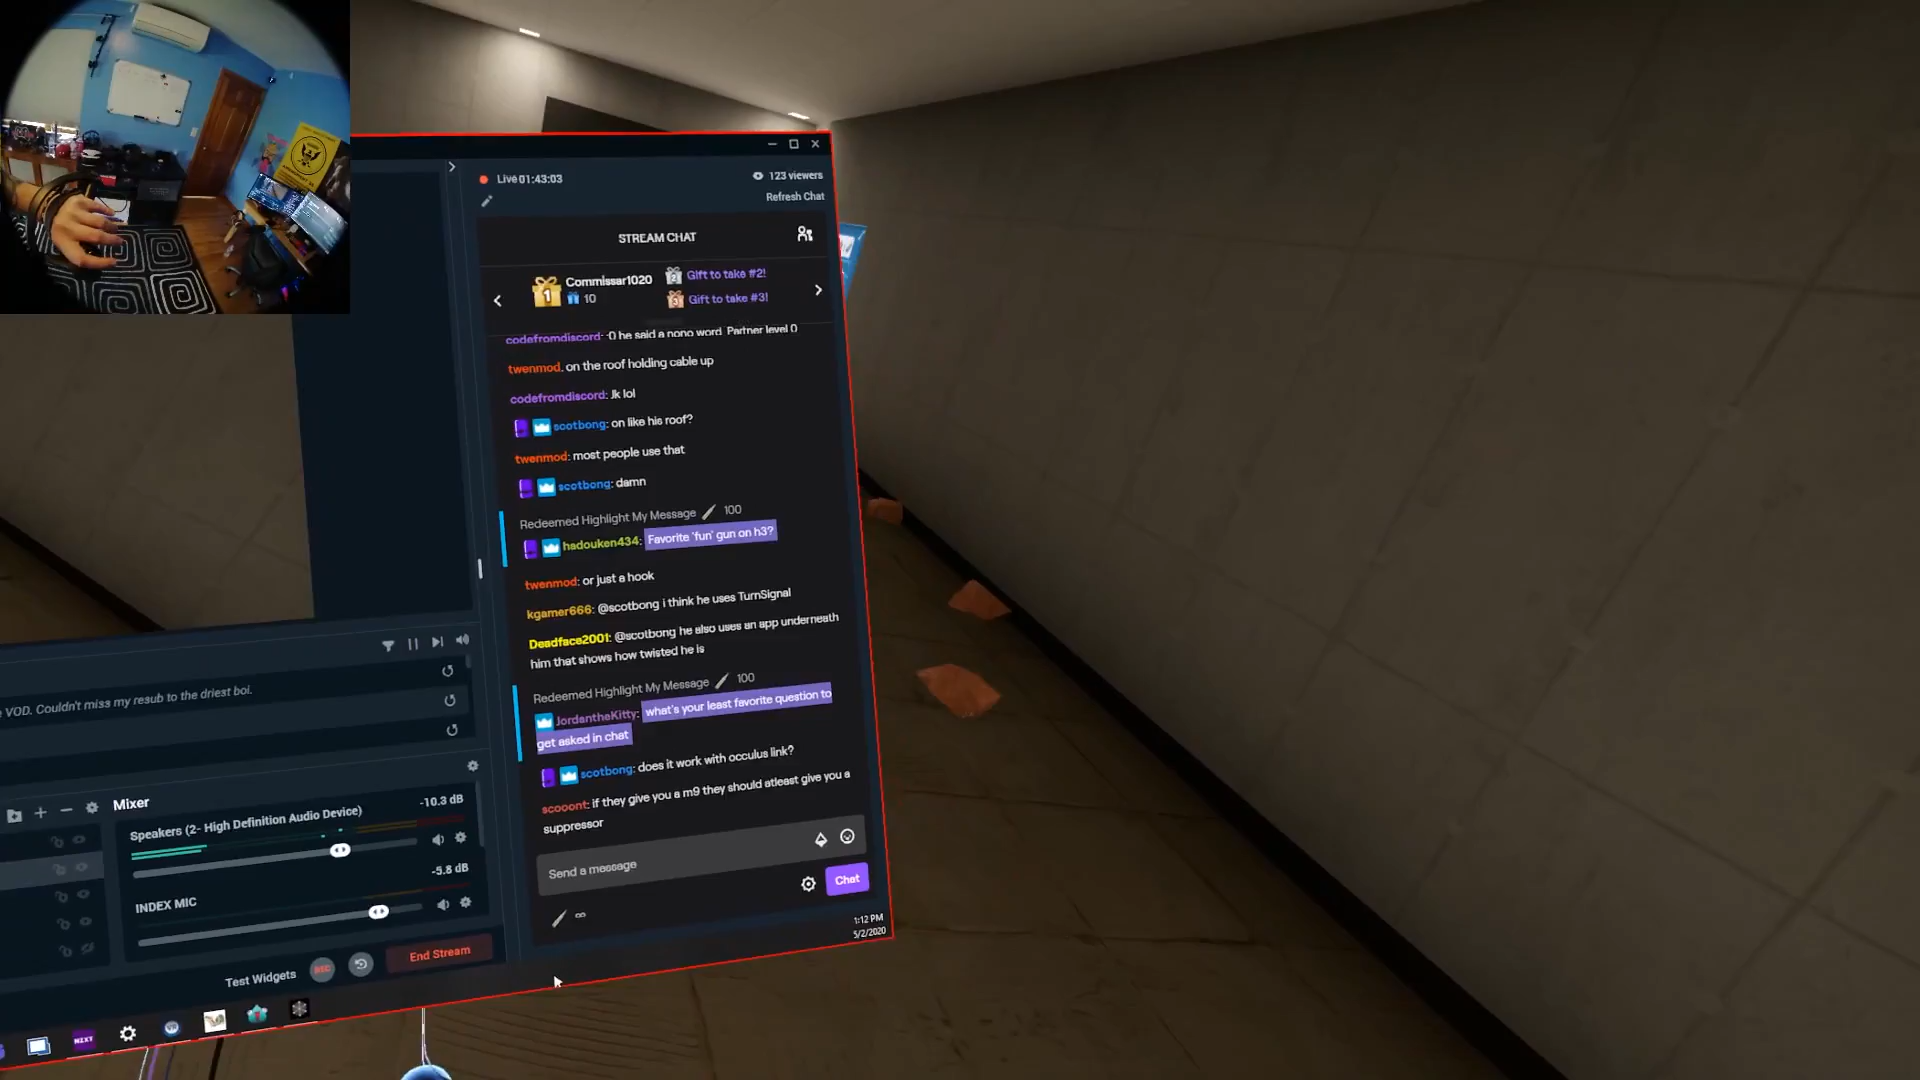 Live 01:43:03
123 viewers
Refresh Chat
STREAM CHAT
1
Commissar1020
10
2
Gift to take #2!
3
Gift to take #3!
codefromdiscord: :0 he said a nono word. Partner level 0
twenmod. on the roof holding cable up
codefromdiscord: Jk lol
scotbong: on like his roof?
twenmod: most people use that
scotbong: damn
Redeemed Highlight My Message 100
hadouken434: Favorite 'fun' gun on h3?
twenmod: or just a hook
kgamer666: @scotbong i think he uses TurnSignal
Deadface2001: @scotbong he also uses an app underneath
him that shows how twisted he is
Redeemed Highlight My Message 100
JordantheKitty: what's your least favorite question to
get asked in chat
scotbong: does it work with occulus link?
scooont: if they give you a m9 they should atleast give you a
suppressor
Send a message
Chat
∞
1:12 PM
5/2/2020
VOD. Couldn't miss my resub to the driest boi.
Mixer
Speakers (2- High Definition Audio Device)
-10.3 dB
INDEX MIC
-5.8 dB
Test Widgets
REC
End Stream
NZXT